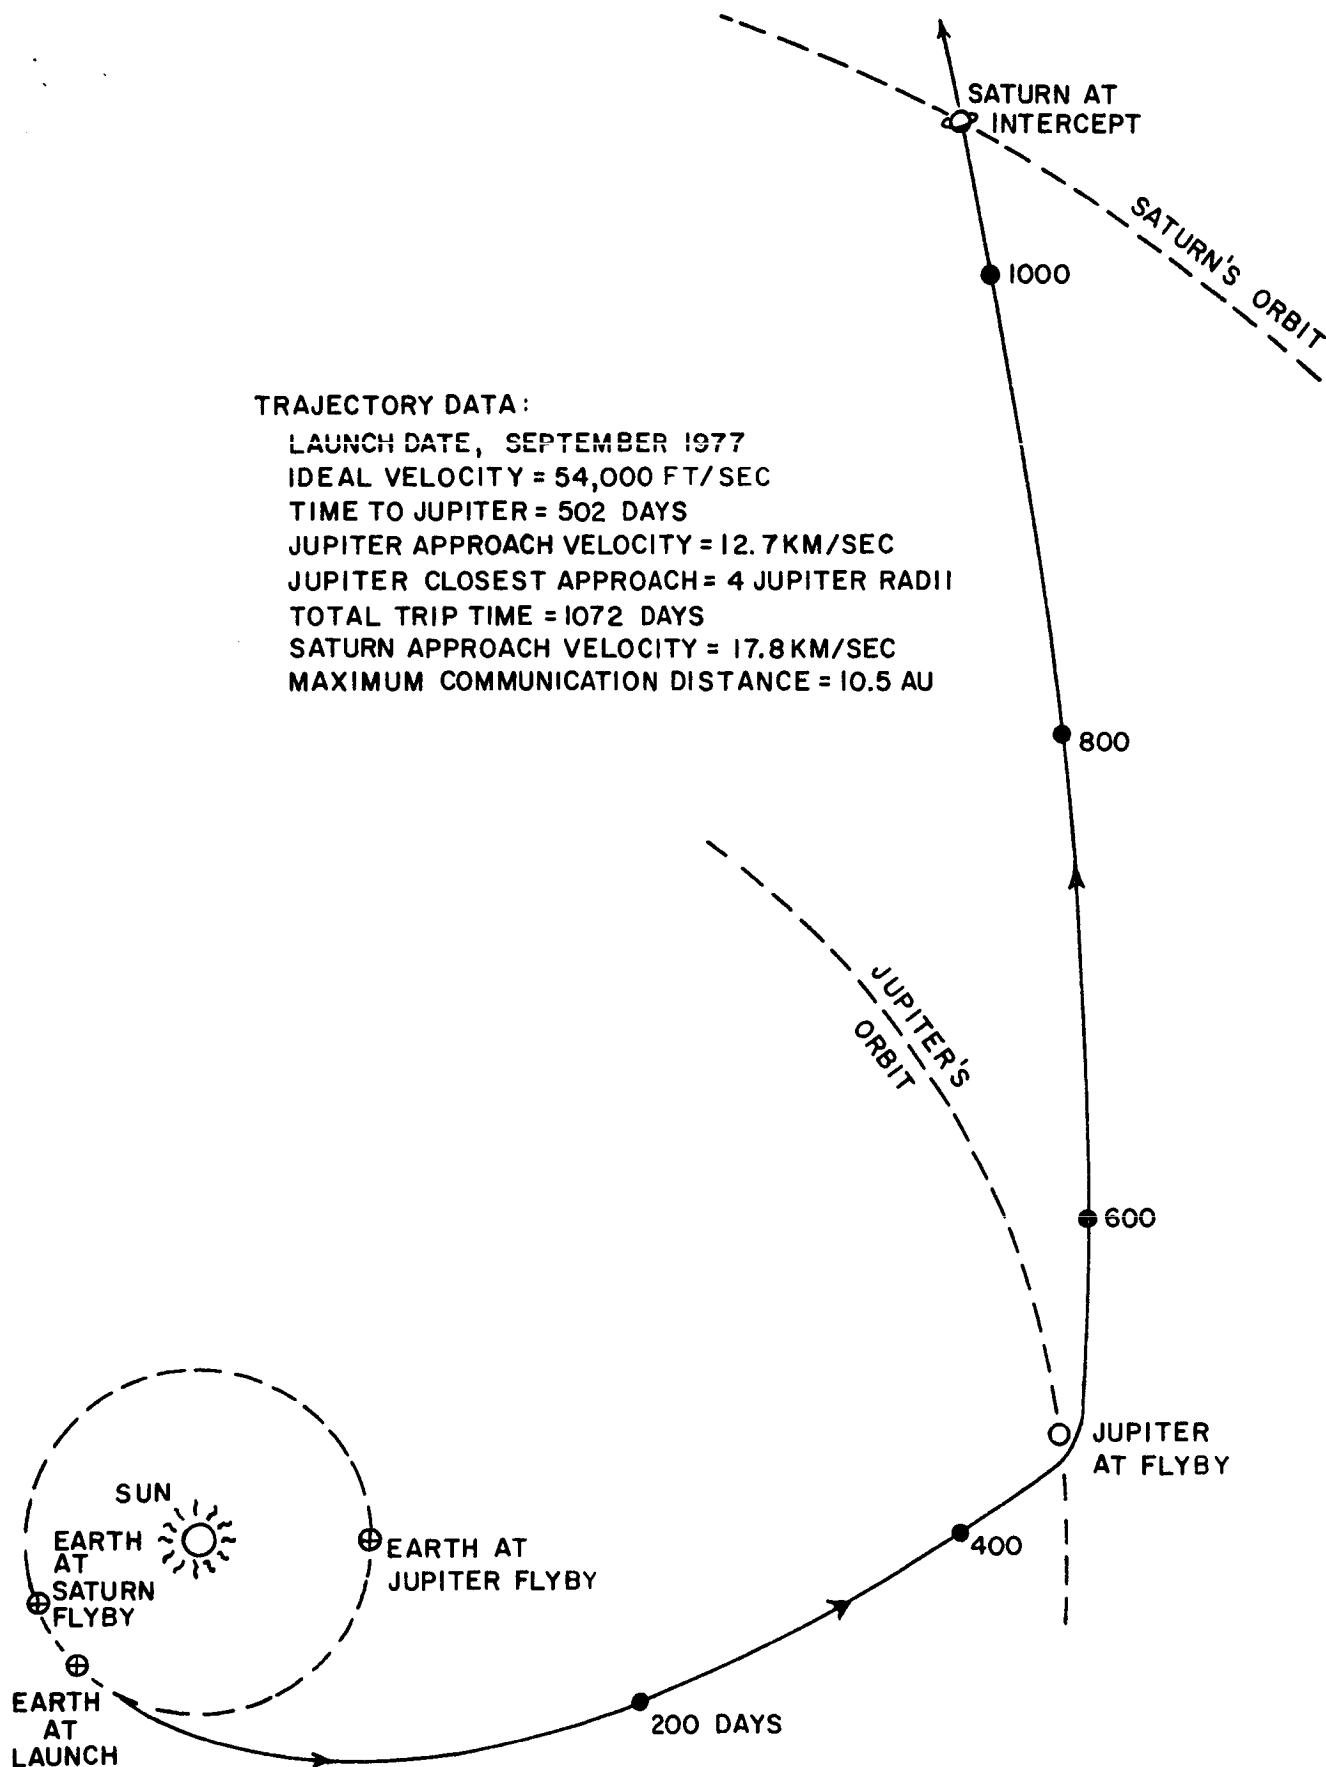 SATURN AT
INTERCEPT
SATURN'S ORBIT
1000
TRAJECTORY DATA:
LAUNCH DATE, SEPTEMBER 1977
IDEAL VELOCITY = 54,000 FT/SEC
TIME TO JUPITER = 502 DAYS
JUPITER APPROACH VELOCITY = 12.7 KM/SEC
JUPITER CLOSEST APPROACH = 4 JUPITER RADII
TOTAL TRIP TIME = 1072 DAYS
SATURN APPROACH VELOCITY = 17.8 KM/SEC
MAXIMUM COMMUNICATION DISTANCE = 10.5 AU
800
JUPITER'S
ORBIT
600
JUPITER
AT FLYBY
SUN
EARTH
AT
SATURN
FLYBY
EARTH AT
JUPITER FLYBY
400
EARTH
AT
LAUNCH
200 DAYS